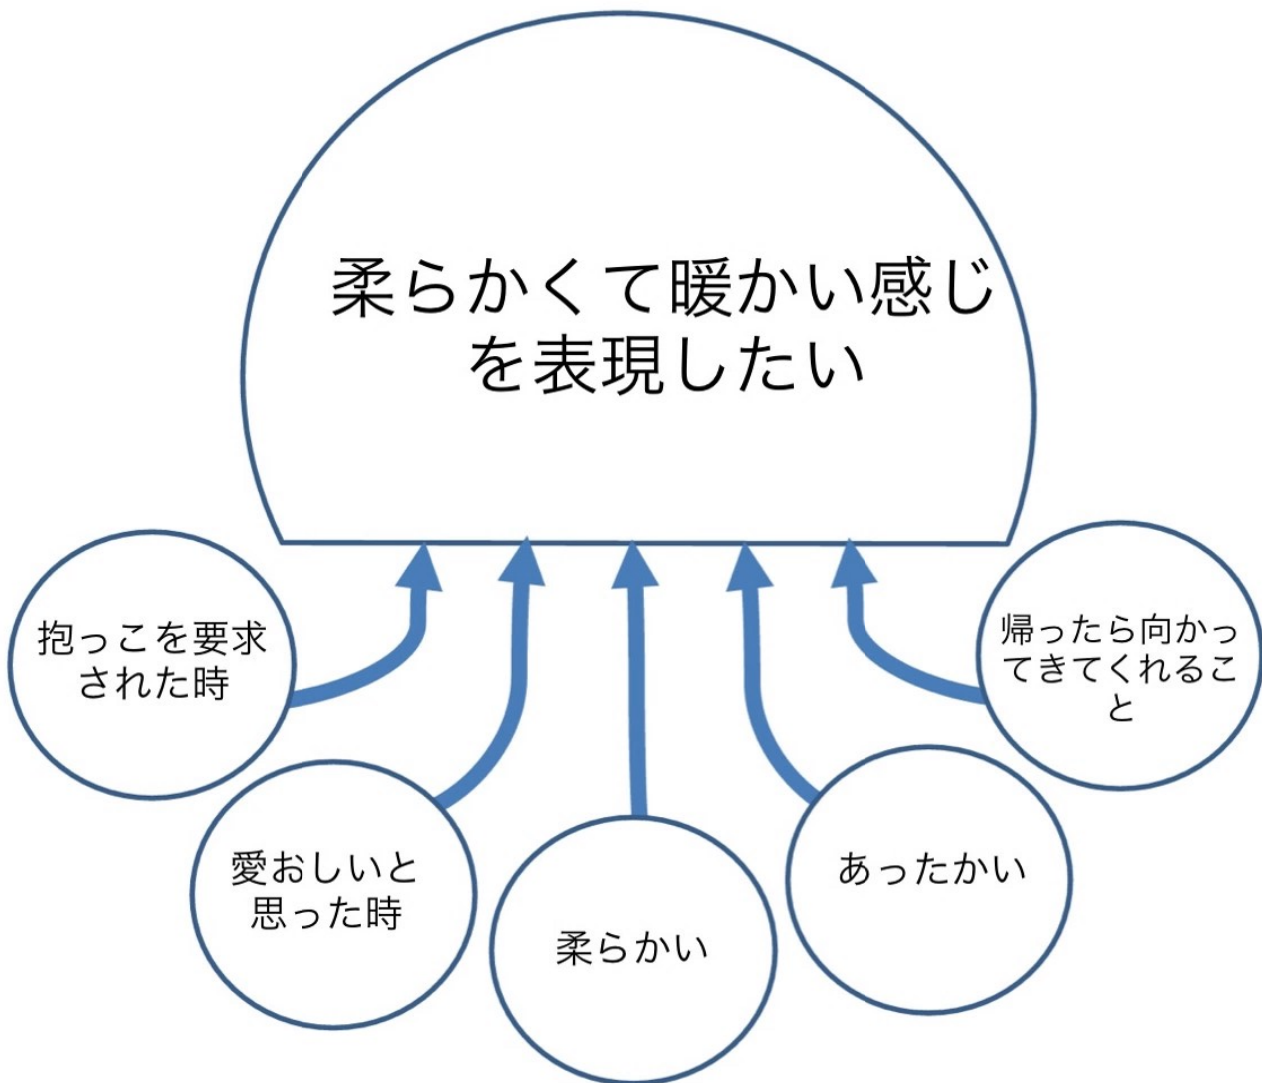 柔らかくて暖かい感じ
を表現したい
抱っこを要求
された時
愛おしいと
思った時
柔らかい
あったかい
帰ったら向かっ
てきてくれるこ
と